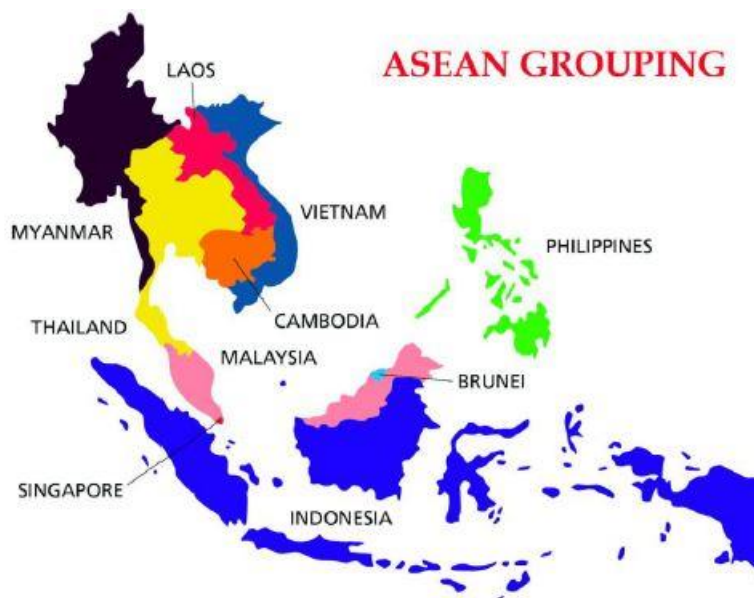 ASEAN GROUPING
LAOS
VIETNAM
MYANMAR
PHILIPPINES
CAMBODIA
THAILAND
MALAYSIA
BRUNEI
SINGAPORE
INDONESIA